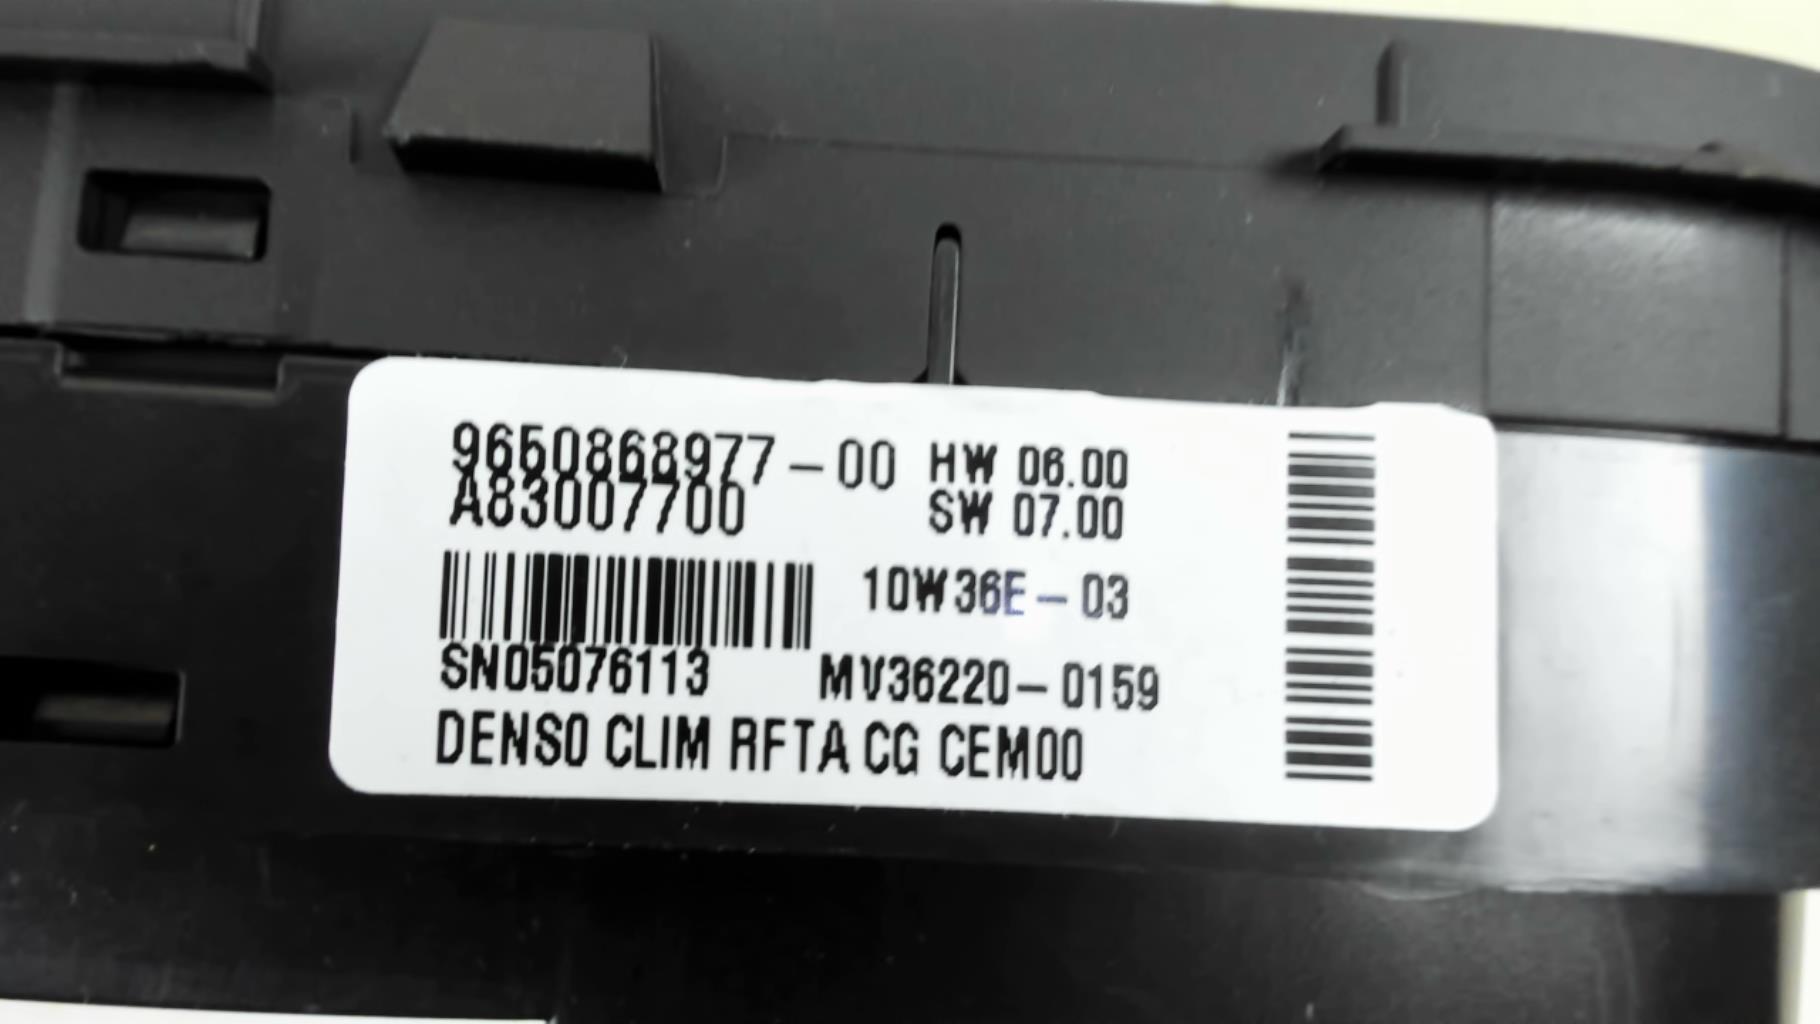 9650868977-00 HW 06.00
A83007700 SW 07.00
10W36E-03
SN05076113 MV36220-0159
DENSO CLIM RFTA CG CEM00